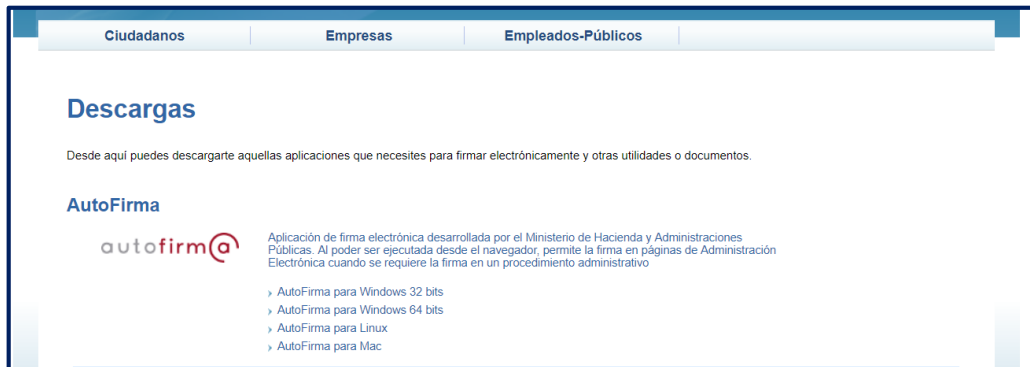 Ciudadanos Empresas Empleados-Públicos
Descargas
Desde aquí puedes descargarte aquellas aplicaciones que necesites para firmar electrónicamente y otras utilidades o documentos.
AutoFirma
autofirm@
Aplicación de firma electrónica desarrollada por el Ministerio de Hacienda y Administraciones
Públicas. Al poder ser ejecutada desde el navegador, permite la firma en páginas de Administración
Electrónica cuando se requiere la firma en un procedimiento administrativo
AutoFirma para Windows 32 bits
AutoFirma para Windows 64 bits
AutoFirma para Linux
AutoFirma para Mac